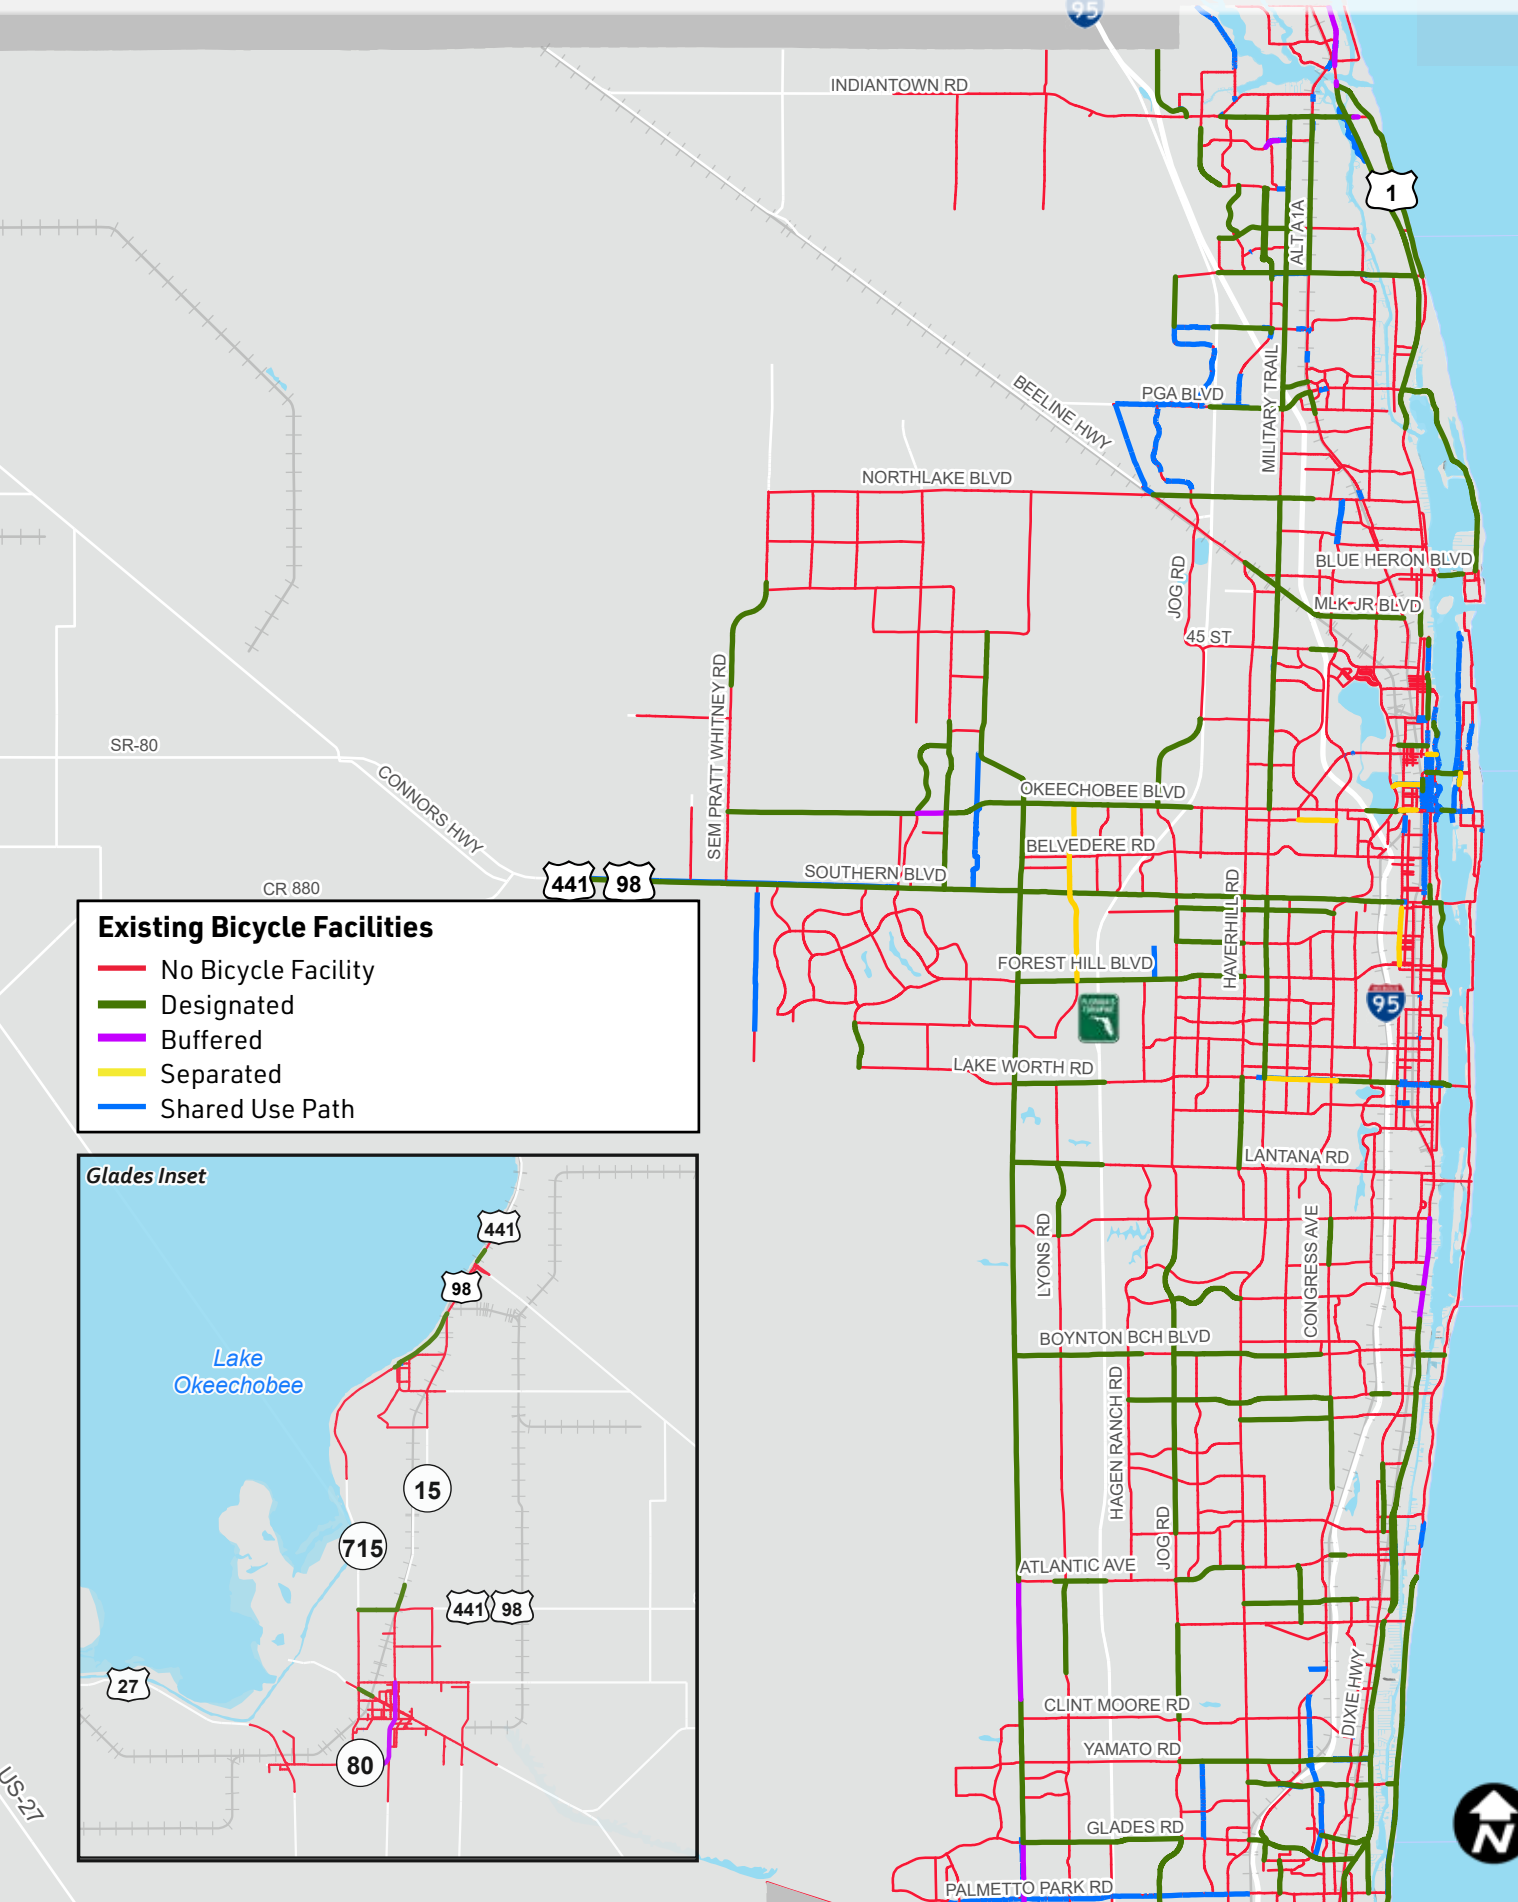 95
INDIANTOWN RD
1
ALT A1A
BEELINE HWY
PGA BLVD
MILITARY TRAIL
NORTHLAKE BLVD
BLUE HERON BLVD
JOG RD
MLK JR BLVD
45 ST
SEM PRATT WHITNEY RD
SR-80
CONNORS HWY
OKEECHOBEE BLVD
BELVEDERE RD
SOUTHERN BLVD
441
98
CR 880
HAVERHILL RD
Existing Bicycle Facilities
No Bicycle Facility
Designated
Buffered
Separated
Shared Use Path
FOREST HILL BLVD
95
LAKE WORTH RD
LANTANA RD
Glades Inset
441
98
Lake
Okeechobee
15
715
441
98
27
80
US-27
LYONS RD
CONGRESS AVE
BOYNTON BCH BLVD
HAGEN RANCH RD
JOG RD
ATLANTIC AVE
DIXIE HWY
CLINT MOORE RD
YAMATO RD
GLADES RD
N
PALMETTO PARK RD